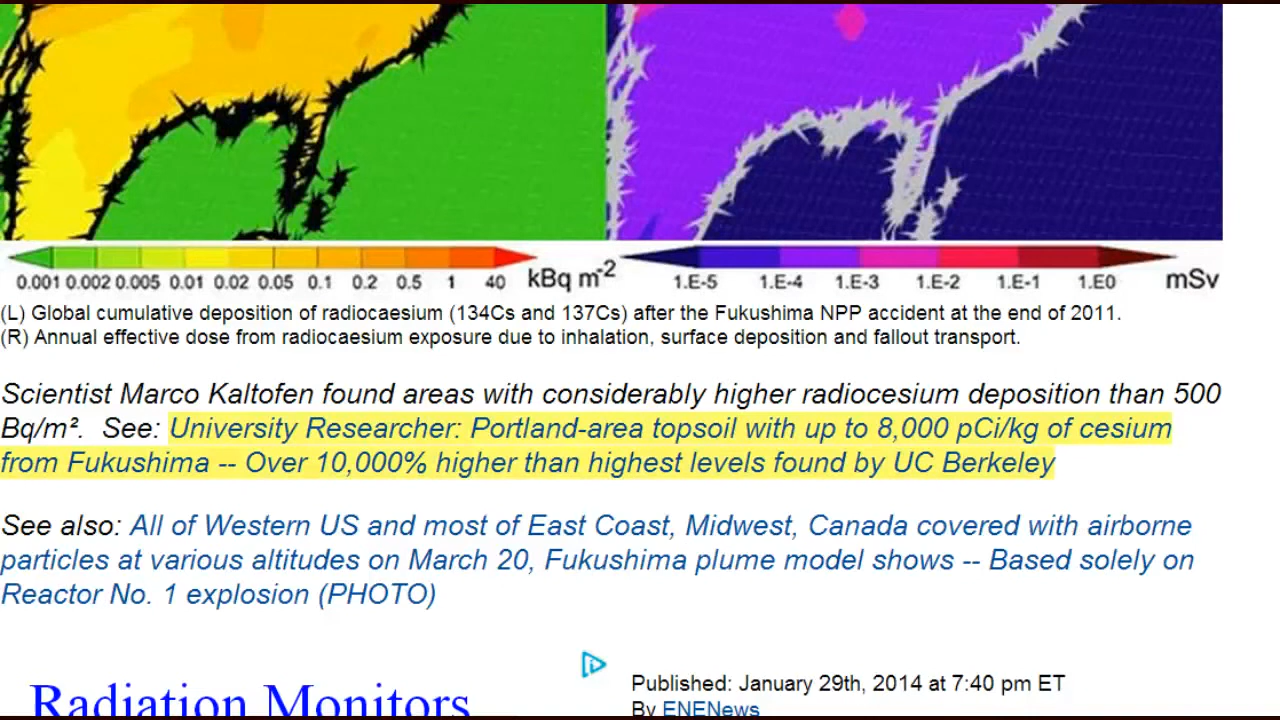 0.001 0.002 0.005 0.01 0.02 0.05 0.1 0.2 0.5 1 40 kBq m-2 1.E-5 1.E-4 1.E-3 1.E-2 1.E-1 1.E0 mSv
(L) Global cumulative deposition of radiocaesium (134Cs and 137Cs) after the Fukushima NPP accident at the end of 2011.
(R) Annual effective dose from radiocaesium exposure due to inhalation, surface deposition and fallout transport.
Scientist Marco Kaltofen found areas with considerably higher radiocesium deposition than 500
Bq/m². See: University Researcher: Portland-area topsoil with up to 8,000 pCi/kg of cesium
from Fukushima -- Over 10,000% higher than highest levels found by UC Berkeley
See also: All of Western US and most of East Coast, Midwest, Canada covered with airborne
particles at various altitudes on March 20, Fukushima plume model shows -- Based solely on
Reactor No. 1 explosion (PHOTO)
Radiation Monitors
Published: January 29th, 2014 at 7:40 pm ET
By ENENews